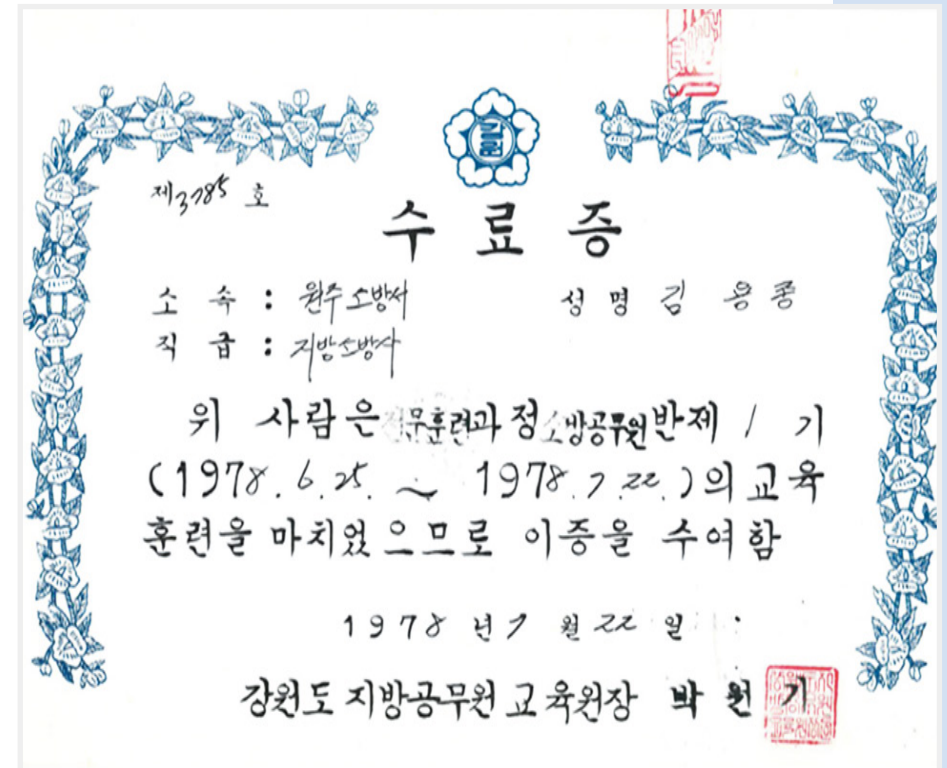 제3785 호
수 료 증
소 속 : 원주소방서 성 명 김 용 종
직 급 : 지방소방사
위 사람은 직무훈련과정 소방공무원반 제 1 기
(1978. 6. 25. ~ 1978. 7. 22.)의 교육
훈련을 마치었으므로 이증을 수여함
1978 년 7 월 22 일
강원도 지방공무원 교육원장 박 원 기